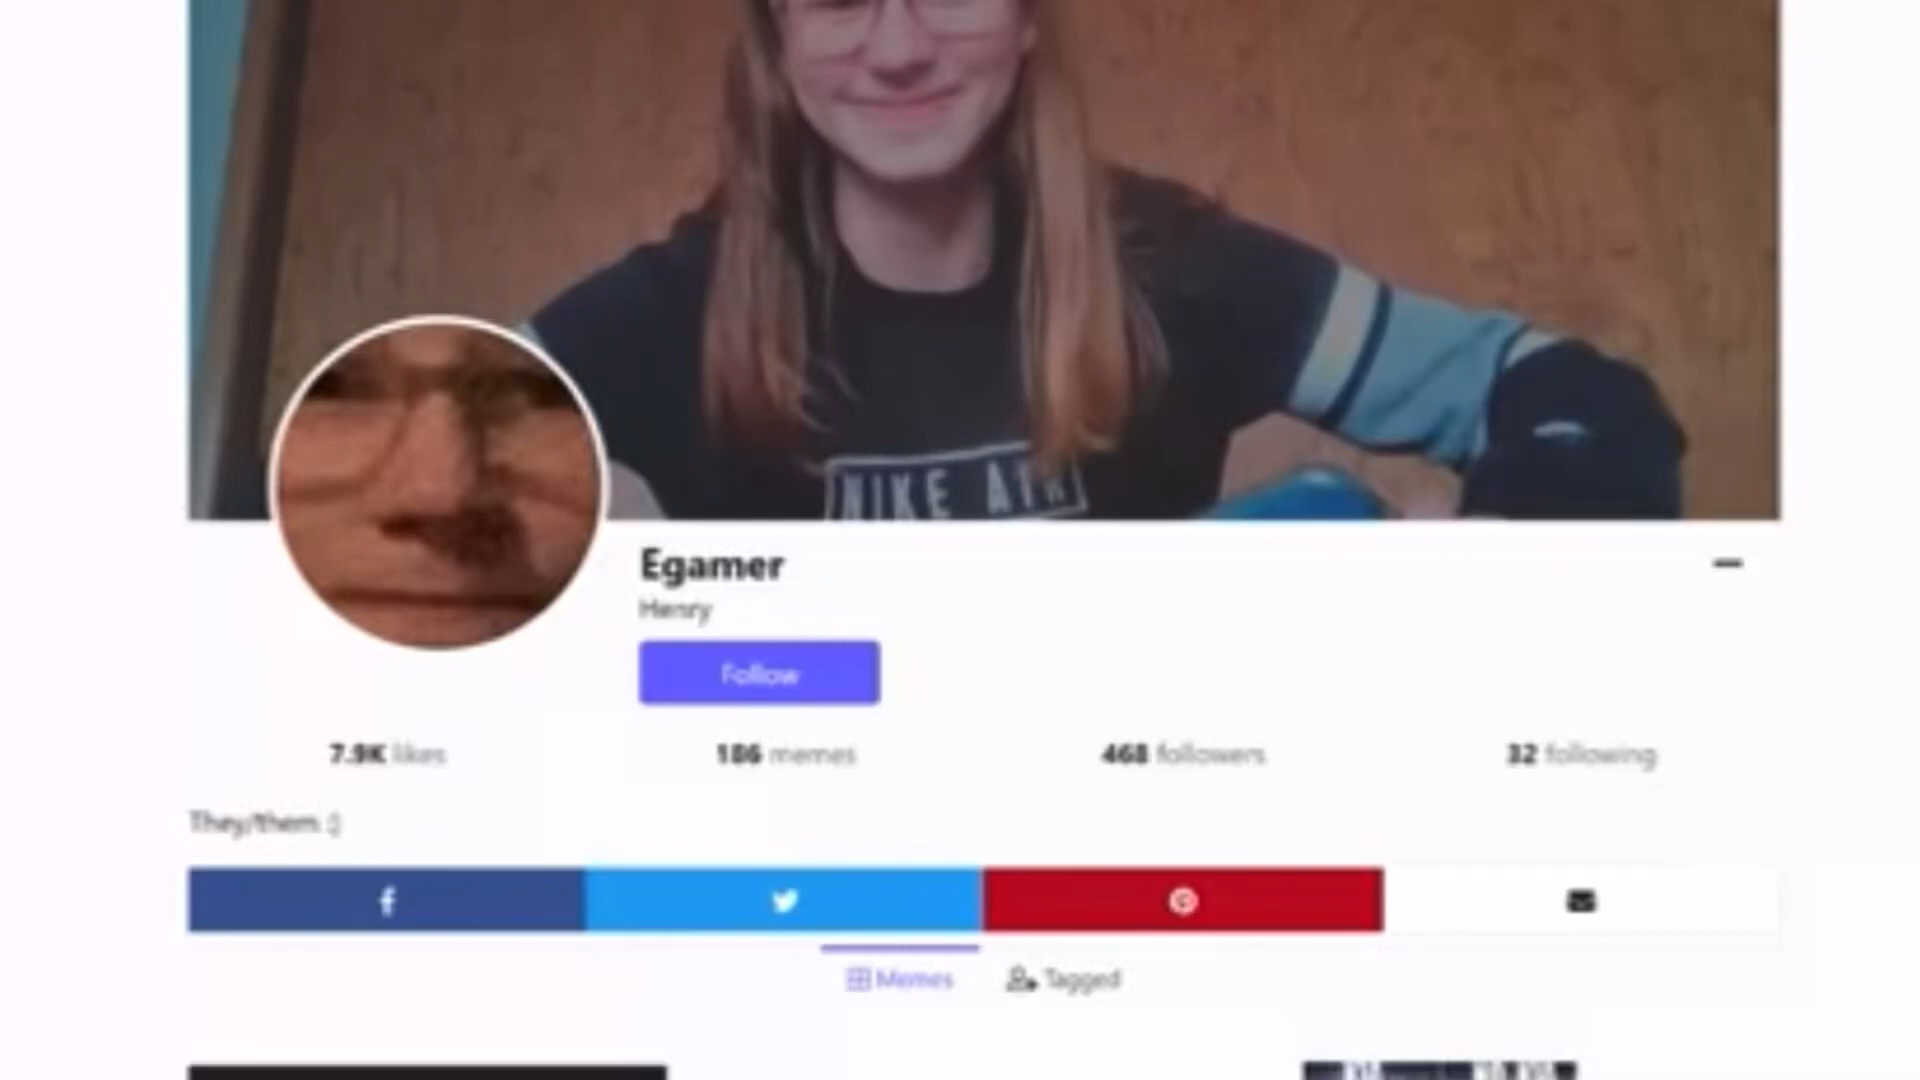 NIKE ATH
Egamer
Henry
Follow
7.9K likes 186 memes 468 followers 32 following
They/them :)
Memes Tagged